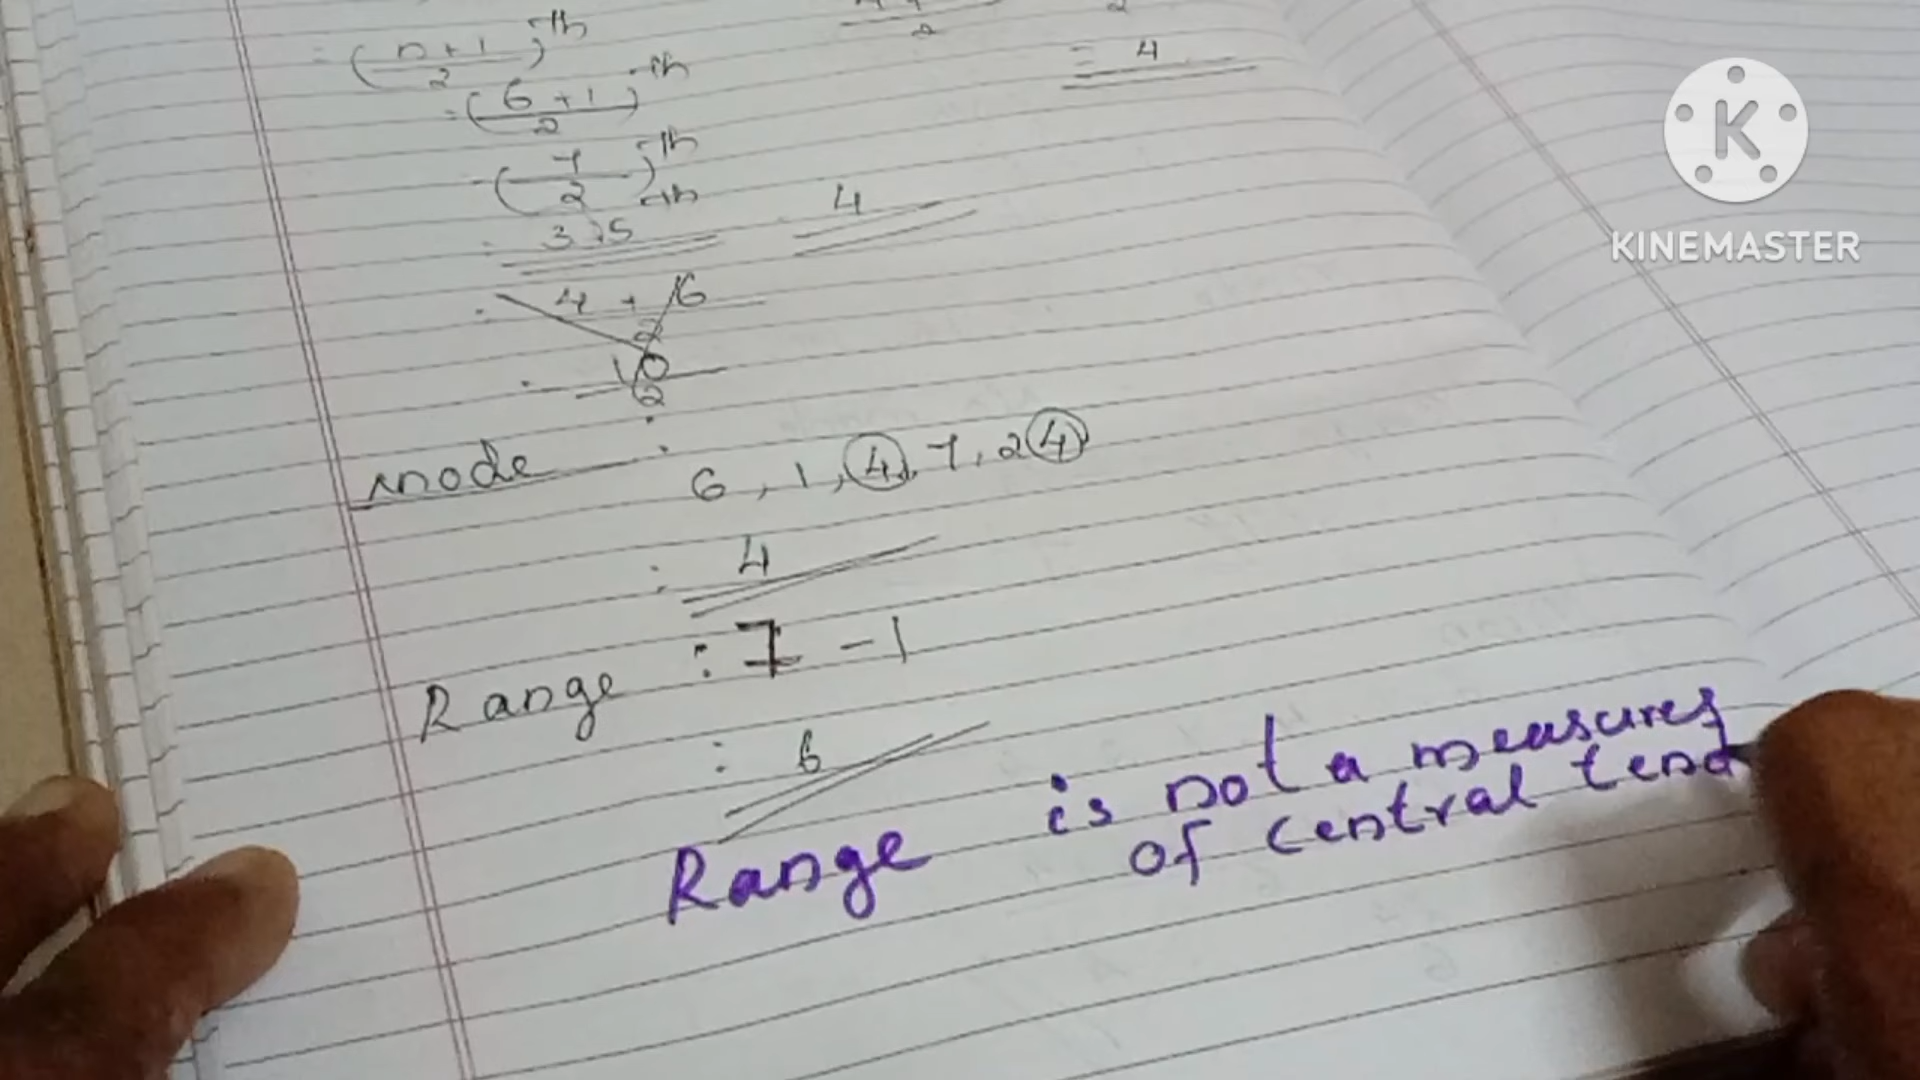 = (n+1/2)th
= (6+1/2)th
(7/2)th
3.5th
4
= 4
4 + 6
2
10
2
mode : 6, 1, 4, 7, 2 4
: 4
Range : 7 - 1
: 6
Range is not a measures
of central tend
K
KINEMASTER